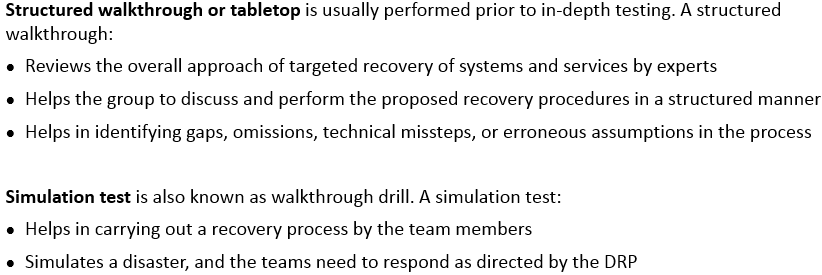 Structured walkthrough or tabletop is usually performed prior to in-depth testing. A structured
walkthrough:
• Reviews the overall approach of targeted recovery of systems and services by experts
• Helps the group to discuss and perform the proposed recovery procedures in a structured manner
• Helps in identifying gaps, omissions, technical missteps, or erroneous assumptions in the process
Simulation test is also known as walkthrough drill. A simulation test:
• Helps in carrying out a recovery process by the team members
• Simulates a disaster, and the teams need to respond as directed by the DRP